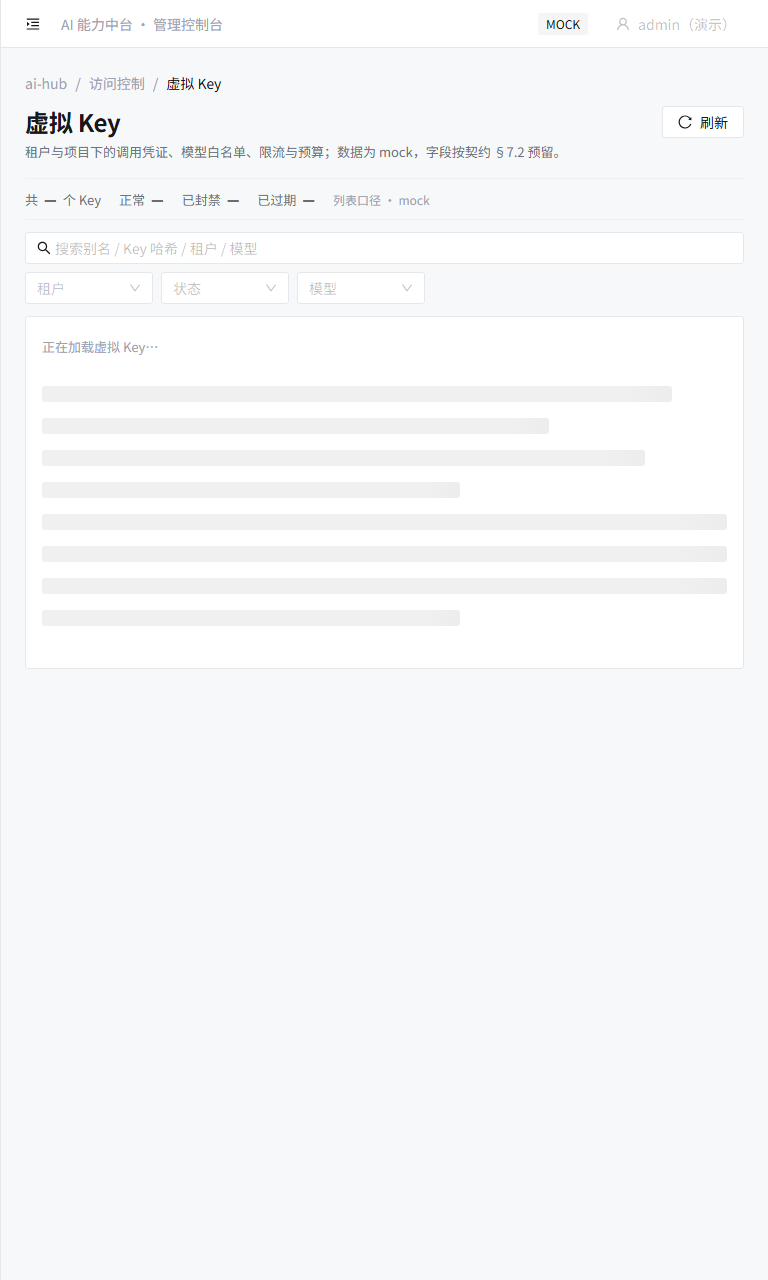 AI 能力中台 · 管理控制台 MOCK admin（演示）
ai-hub / 访问控制 / 虚拟 Key
虚拟 Key 刷新
租户与项目下的调用凭证、模型白名单、限流与预算；数据为 mock，字段按契约 §7.2 预留。
共 — 个 Key 正常 — 已封禁 — 已过期 — 列表口径 · mock
搜索别名 / Key 哈希 / 租户 / 模型
租户 状态 模型
正在加载虚拟 Key…